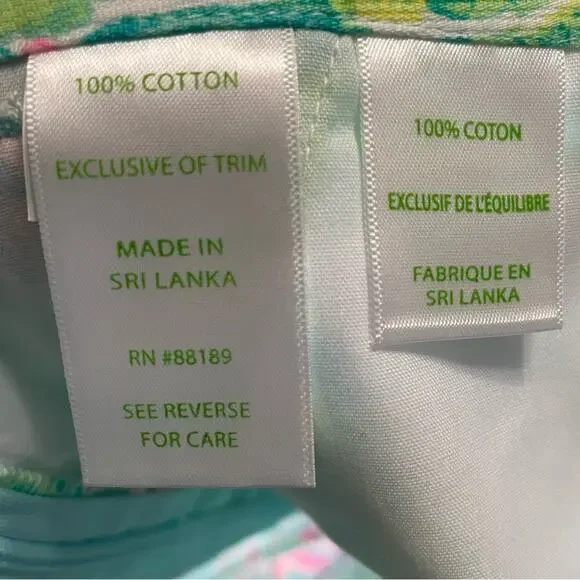 100% COTTON
EXCLUSIVE OF TRIM
MADE IN
SRI LANKA
RN #88189
SEE REVERSE
FOR CARE
100% COTON
EXCLUSIF DE L'ÉQUILIBRE
FABRIQUE EN
SRI LANKA